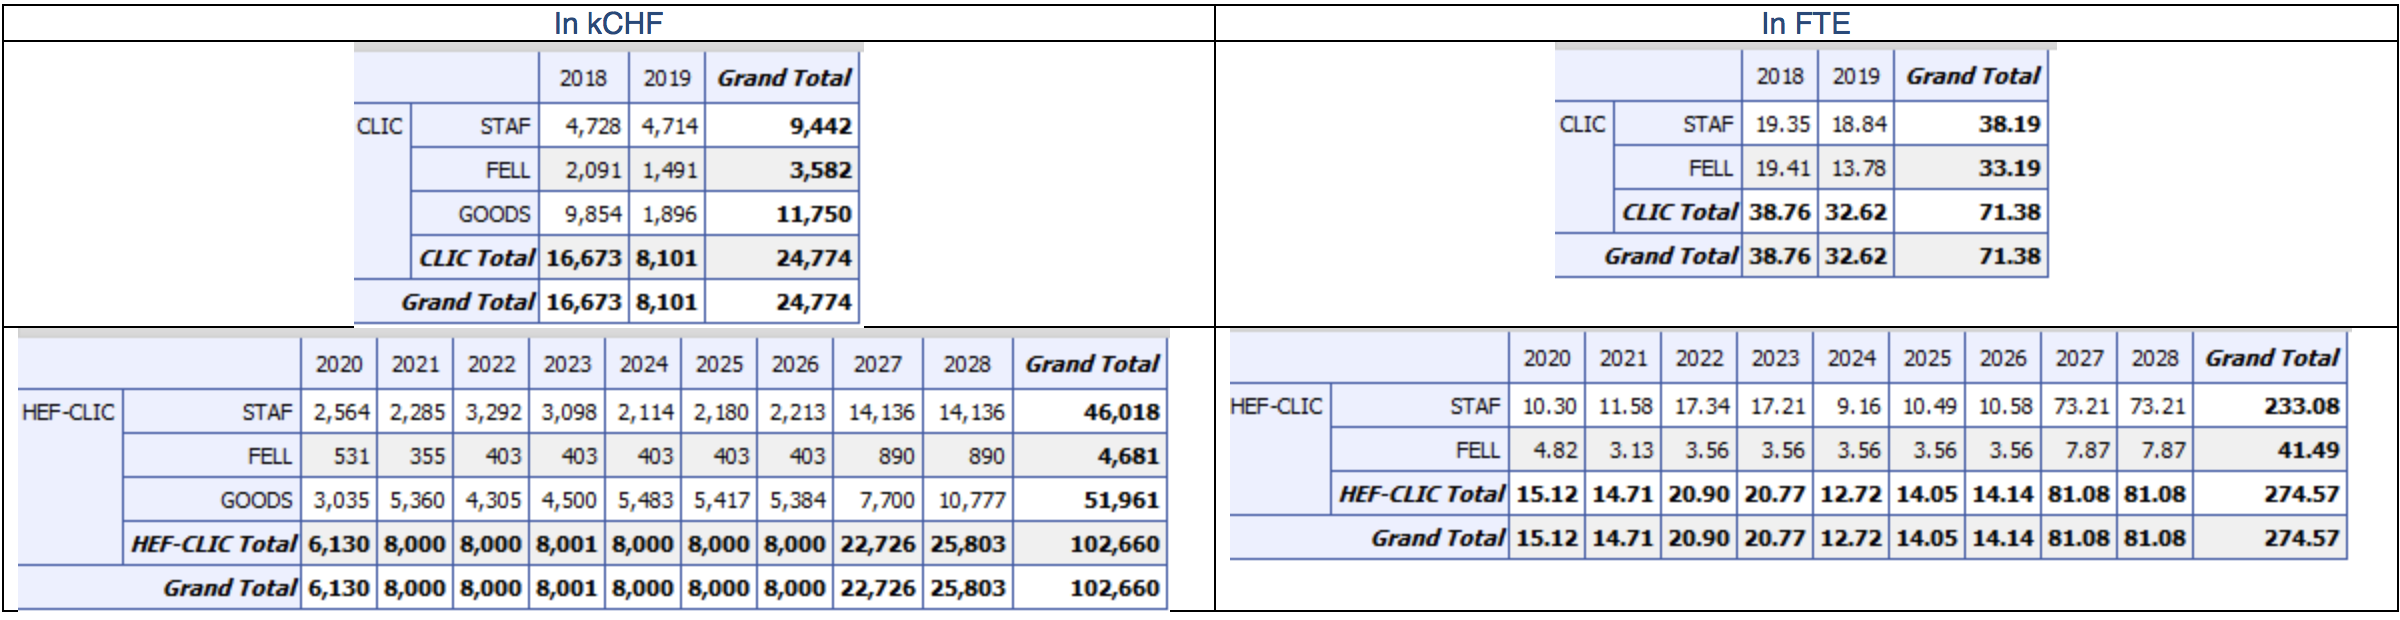 In kCHF
In FTE
2018 2019 Grand Total
CLIC STAF 4,728 4,714 9,442
FELL 2,091 1,491 3,582
GOODS 9,854 1,896 11,750
CLIC Total 16,673 8,101 24,774
Grand Total 16,673 8,101 24,774
2018 2019 Grand Total
CLIC STAF 19.35 18.84 38.19
FELL 19.41 13.78 33.19
CLIC Total 38.76 32.62 71.38
Grand Total 38.76 32.62 71.38
2020 2021 2022 2023 2024 2025 2026 2027 2028 Grand Total
HEF-CLIC STAF 2,564 2,285 3,292 3,098 2,114 2,180 2,213 14,136 14,136 46,018
FELL 531 355 403 403 403 403 403 890 890 4,681
GOODS 3,035 5,360 4,305 4,500 5,483 5,417 5,384 7,700 10,777 51,961
HEF-CLIC Total 6,130 8,000 8,000 8,001 8,000 8,000 8,000 22,726 25,803 102,660
Grand Total 6,130 8,000 8,000 8,001 8,000 8,000 8,000 22,726 25,803 102,660
2020 2021 2022 2023 2024 2025 2026 2027 2028 Grand Total
HEF-CLIC STAF 10.30 11.58 17.34 17.21 9.16 10.49 10.58 73.21 73.21 233.08
FELL 4.82 3.13 3.56 3.56 3.56 3.56 3.56 7.87 7.87 41.49
HEF-CLIC Total 15.12 14.71 20.90 20.77 12.72 14.05 14.14 81.08 81.08 274.57
Grand Total 15.12 14.71 20.90 20.77 12.72 14.05 14.14 81.08 81.08 274.57